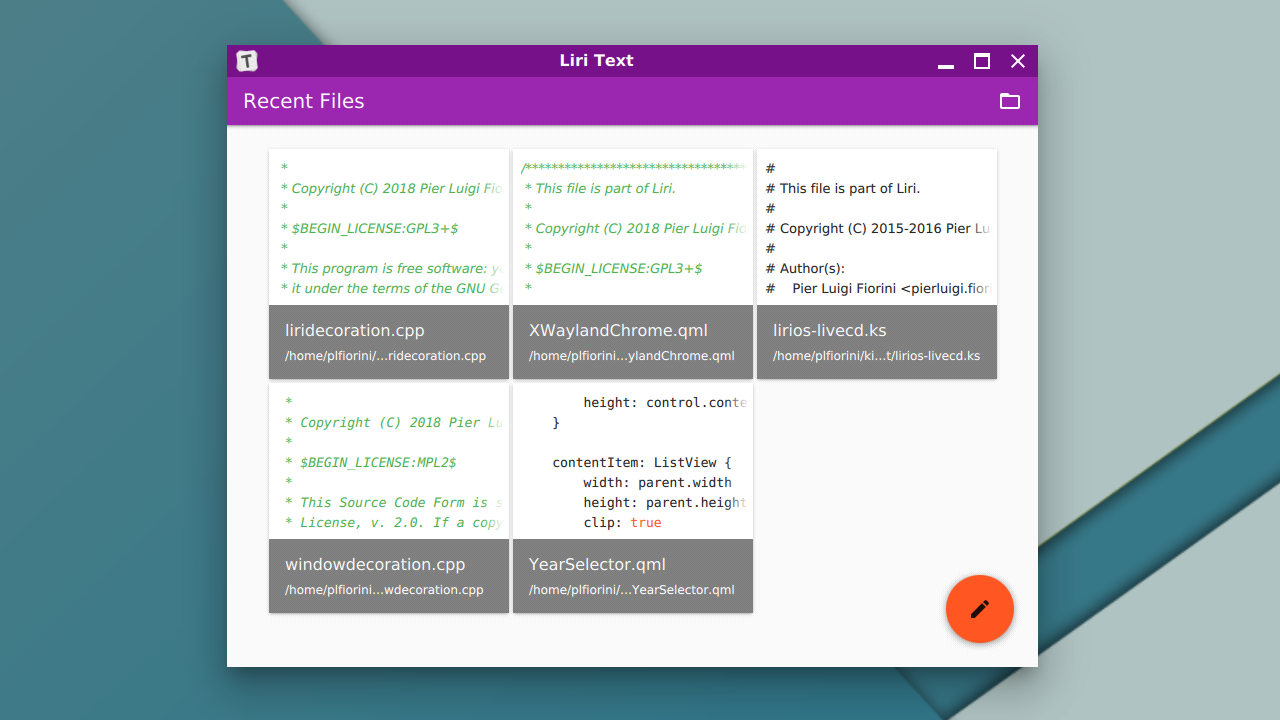 T
Liri Text
Recent Files
*
* Copyright (C) 2018 Pier Luigi
*
* $BEGIN_LICENSE:GPL3+$
*
* This program is free software:
* it under the terms of the GNU
liridecoration.cpp
/home/plfiorini/...ridecoration.cpp
/**********************************
* This file is part of Liri.
*
* Copyright (C) 2018 Pier Luigi
*
* $BEGIN_LICENSE:GPL3+$
*
XWaylandChrome.qml
/home/plfiorini...ylandChrome.qml
#
# This file is part of Liri.
#
# Copyright (C) 2015-2016 Pier Lu
#
# Author(s):
# Pier Luigi Fiorini <pierluigi.fiori
lirios-livecd.ks
/home/plfiorini/ki...t/lirios-livecd.ks
*
* Copyright (C) 2018 Pier Lu
*
* $BEGIN_LICENSE:MPL2$
*
* This Source Code Form is
* License, v. 2.0. If a copy
windowdecoration.cpp
/home/plfiorini...wdecoration.cpp
height: control.conte
}
contentItem: ListView {
width: parent.width
height: parent.height
clip: true
YearSelector.qml
/home/plfiorini/...YearSelector.qml